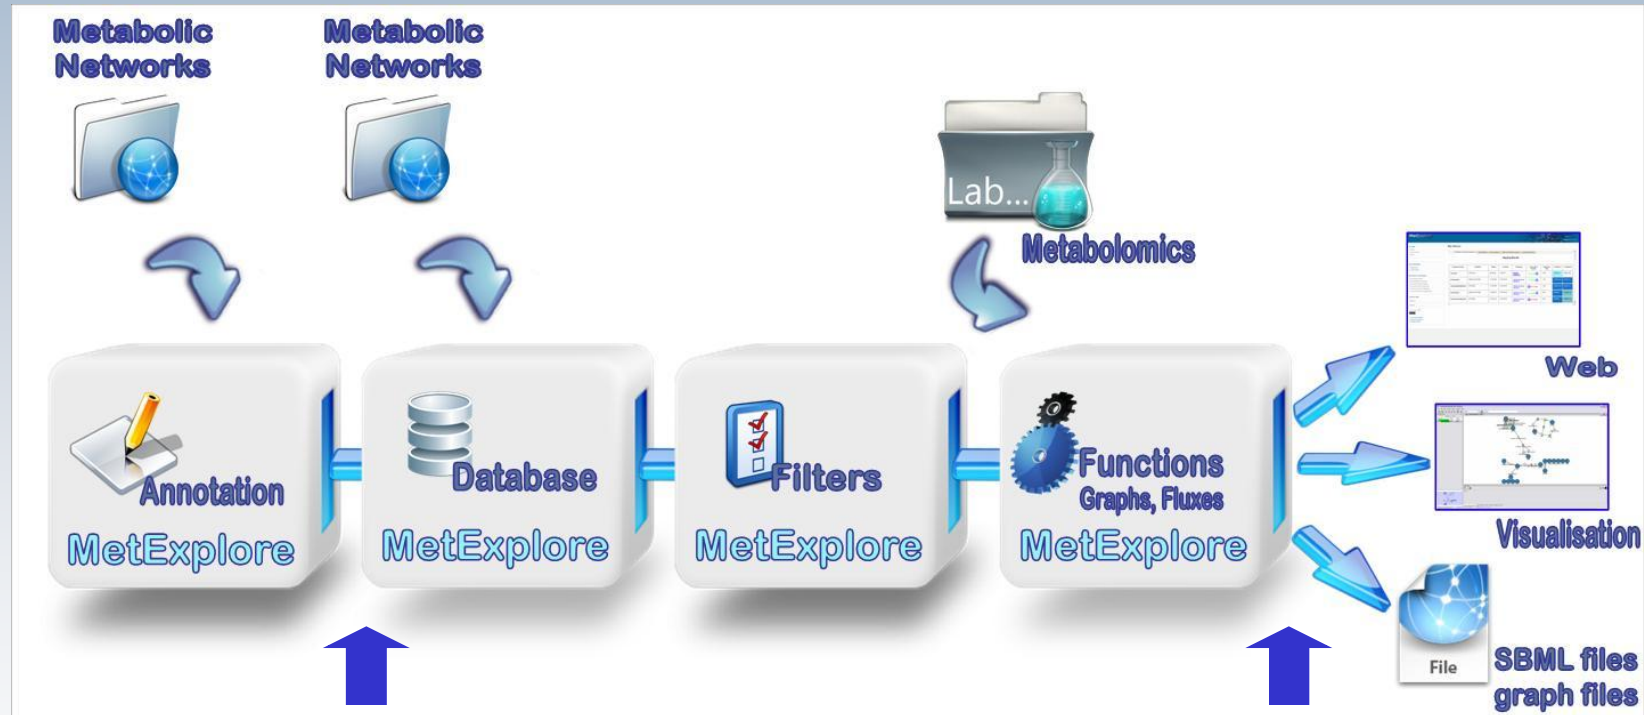 Metabolic
Networks
Metabolic
Networks
Lab...
Metabolomics
Annotation
MetExplore
Database
MetExplore
Filters
MetExplore
Functions
Graphs, Fluxes
MetExplore
Web
Visualisation
File
SBML files
graph files